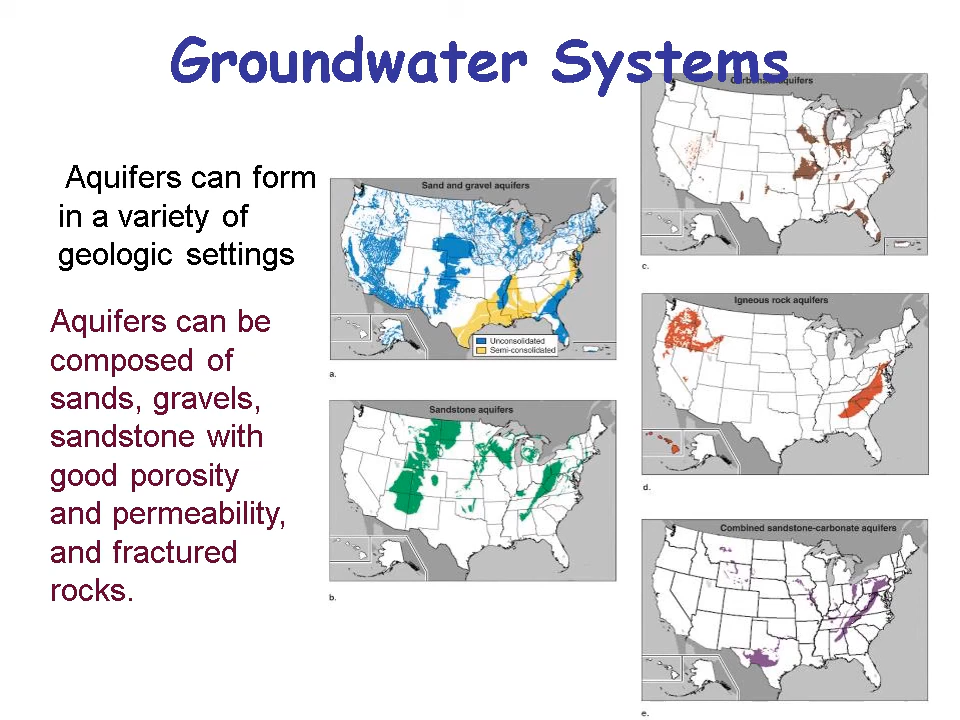 Groundwater Systems
Aquifers can form
in a variety of
geologic settings
Aquifers can be
composed of
sands, gravels,
sandstone with
good porosity
and permeability,
and fractured
rocks.
Sand and gravel aquifers
Unconsolidated
Semi-consolidated
a.
Sandstone aquifers
b.
Carbonate aquifers
c.
Igneous rock aquifers
d.
Combined sandstone-carbonate aquifers
e.